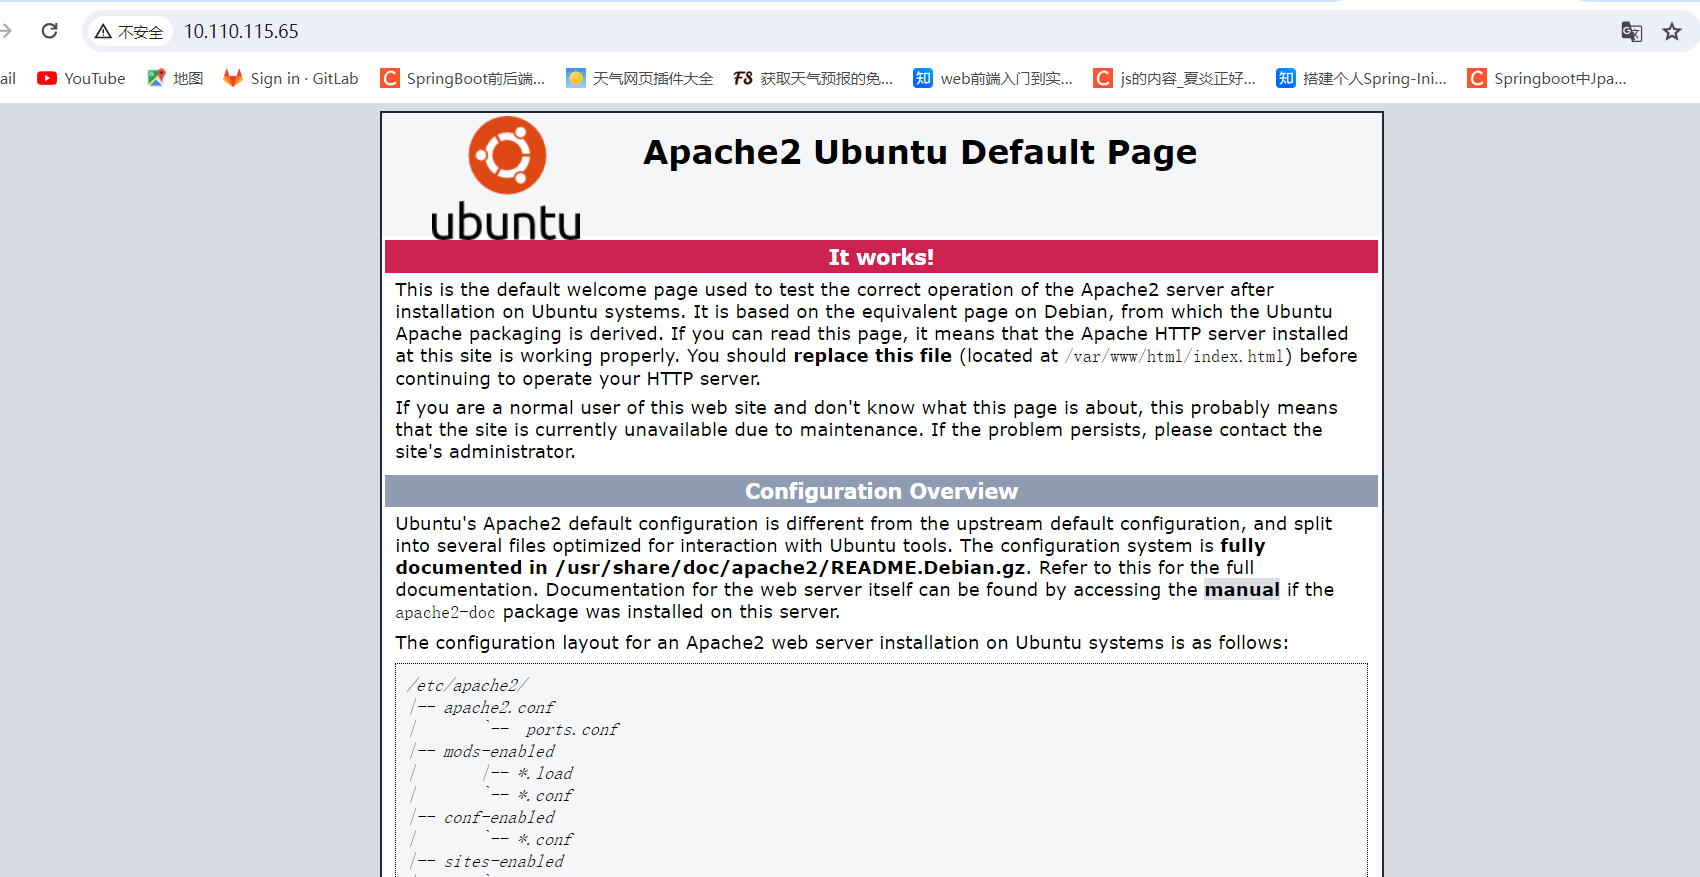 不安全 10.110.115.65
ail YouTube 地图 Sign in · GitLab SpringBoot前后端... 天气网页插件大全 FS 获取天气预报的免... 知 web前端入门到实... C js的内容_夏炎正好... 知 搭建个人Spring-Ini... C Springboot中Jpa...
ubuntu
Apache2 Ubuntu Default Page
It works!
This is the default welcome page used to test the correct operation of the Apache2 server after
installation on Ubuntu systems. It is based on the equivalent page on Debian, from which the Ubuntu
Apache packaging is derived. If you can read this page, it means that the Apache HTTP server installed
at this site is working properly. You should replace this file (located at /var/www/html/index.html) before
continuing to operate your HTTP server.
If you are a normal user of this web site and don't know what this page is about, this probably means
that the site is currently unavailable due to maintenance. If the problem persists, please contact the
site's administrator.
Configuration Overview
Ubuntu's Apache2 default configuration is different from the upstream default configuration, and split
into several files optimized for interaction with Ubuntu tools. The configuration system is fully
documented in /usr/share/doc/apache2/README.Debian.gz. Refer to this for the full
documentation. Documentation for the web server itself can be found by accessing the manual if the
apache2-doc package was installed on this server.
The configuration layout for an Apache2 web server installation on Ubuntu systems is as follows:
/etc/apache2/
|-- apache2.conf
|       `--  ports.conf
|-- mods-enabled
|       |-- *.load
|       `-- *.conf
|-- conf-enabled
|       `-- *.conf
|-- sites-enabled